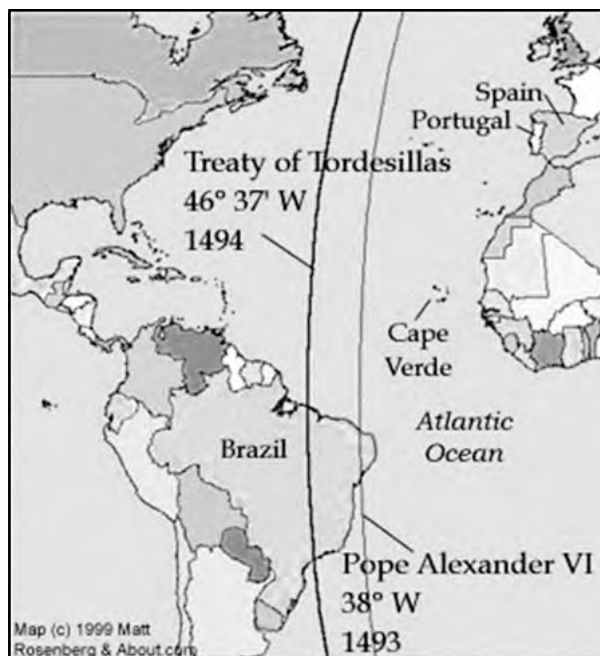 Spain
Portugal
Treaty of Tordesillas
46° 37' W
1494
Cape
Verde
Atlantic
Ocean
Brazil
Pope Alexander VI
38° W
1493
Map (c) 1999 Matt
Rosenberg & About.com